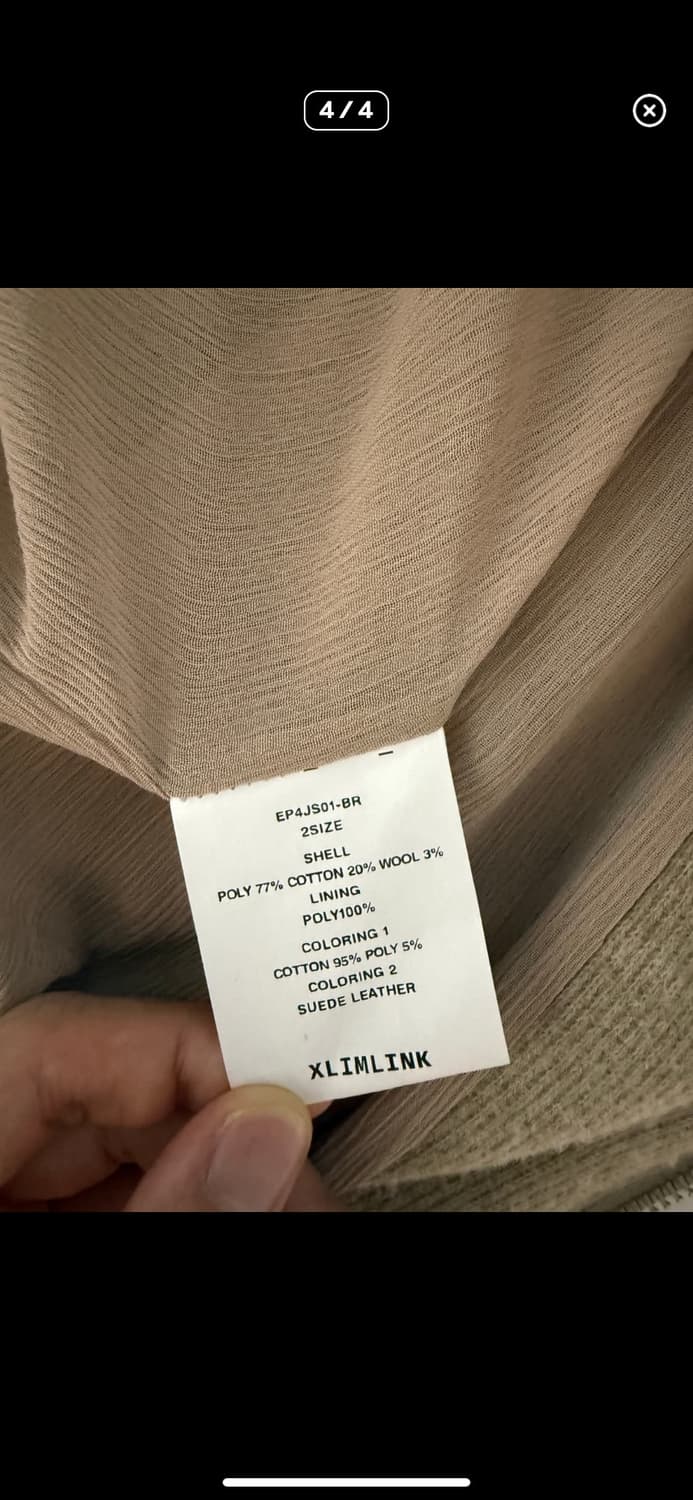 4/4
EP4JS01-BR
2SIZE
SHELL
POLY 77% COTTON 20% WOOL 3%
LINING
POLY100%
COLORING 1
COTTON 95% POLY 5%
COLORING 2
SUEDE LEATHER
XLIMLINK